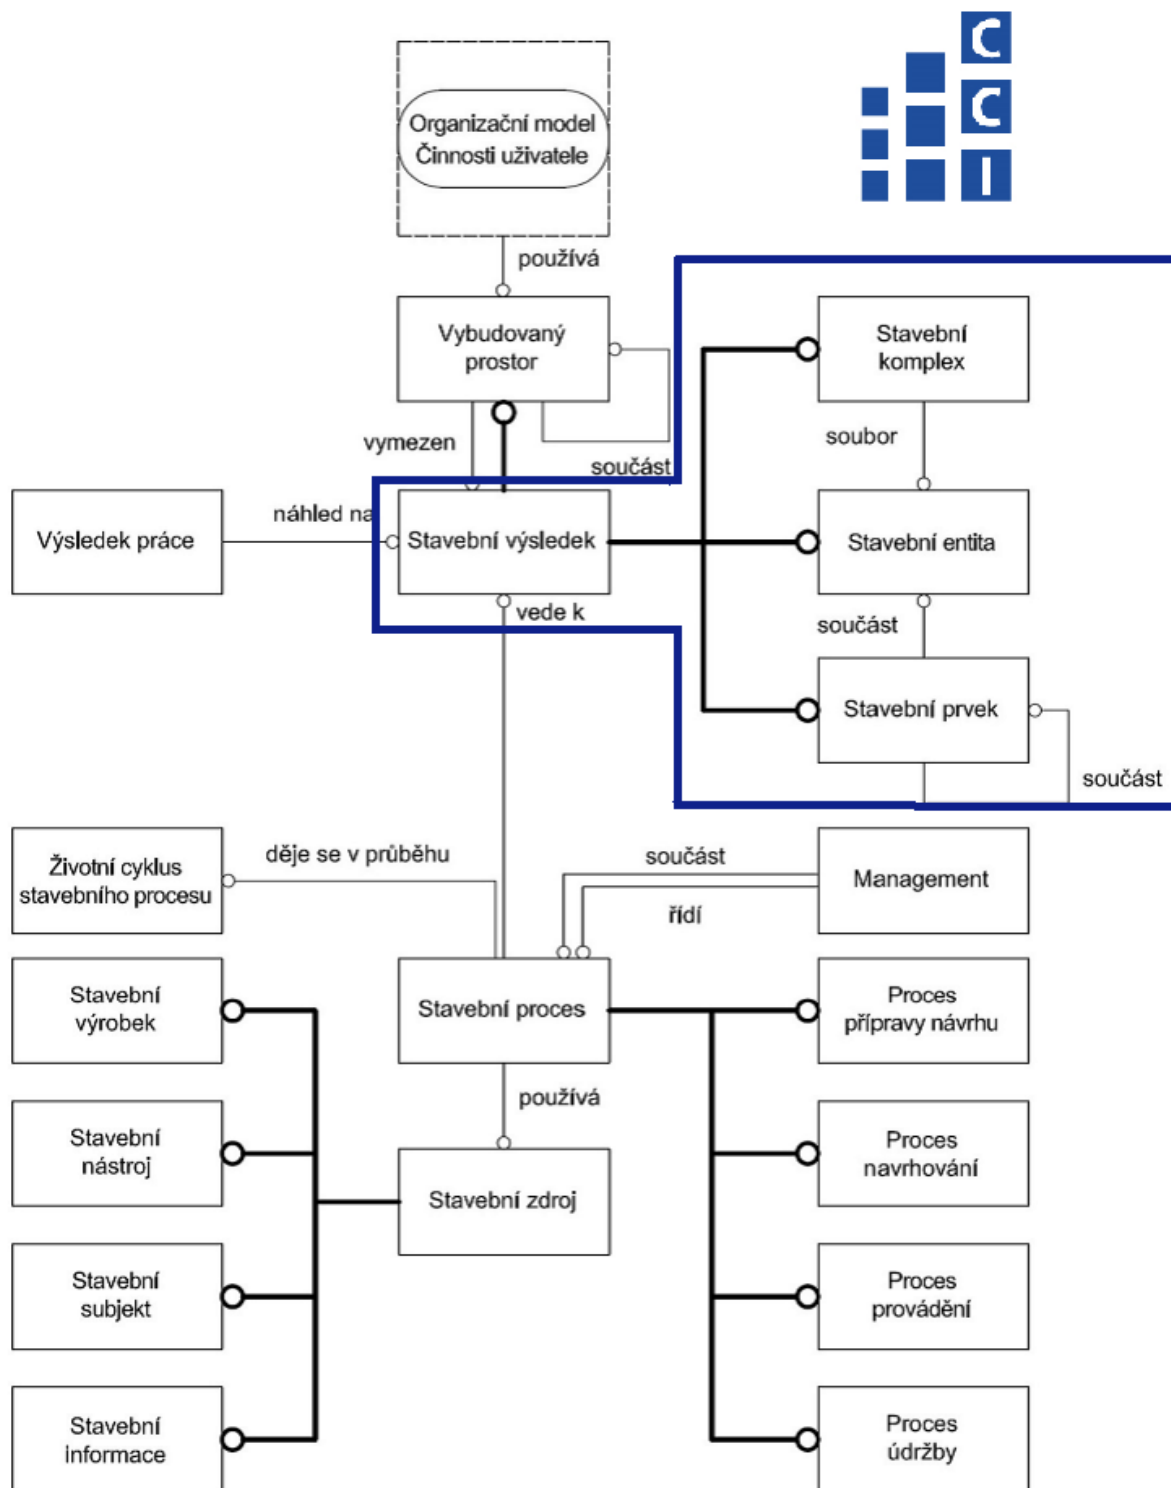 C
C
I
Organizační model
Činnosti uživatele
používá
Vybudovaný
prostor
Stavební
komplex
vymezen
součást
soubor
Výsledek práce
náhled na
Stavební výsledek
Stavební entita
vede k
součást
Stavební prvek
součást
Životní cyklus
stavebního procesu
děje se v průběhu
součást
řídí
Management
Stavební
výrobek
Stavební proces
Proces
přípravy návrhu
používá
Stavební
nástroj
Proces
navrhování
Stavební zdroj
Stavební
subjekt
Proces
provádění
Stavební
informace
Proces
údržby